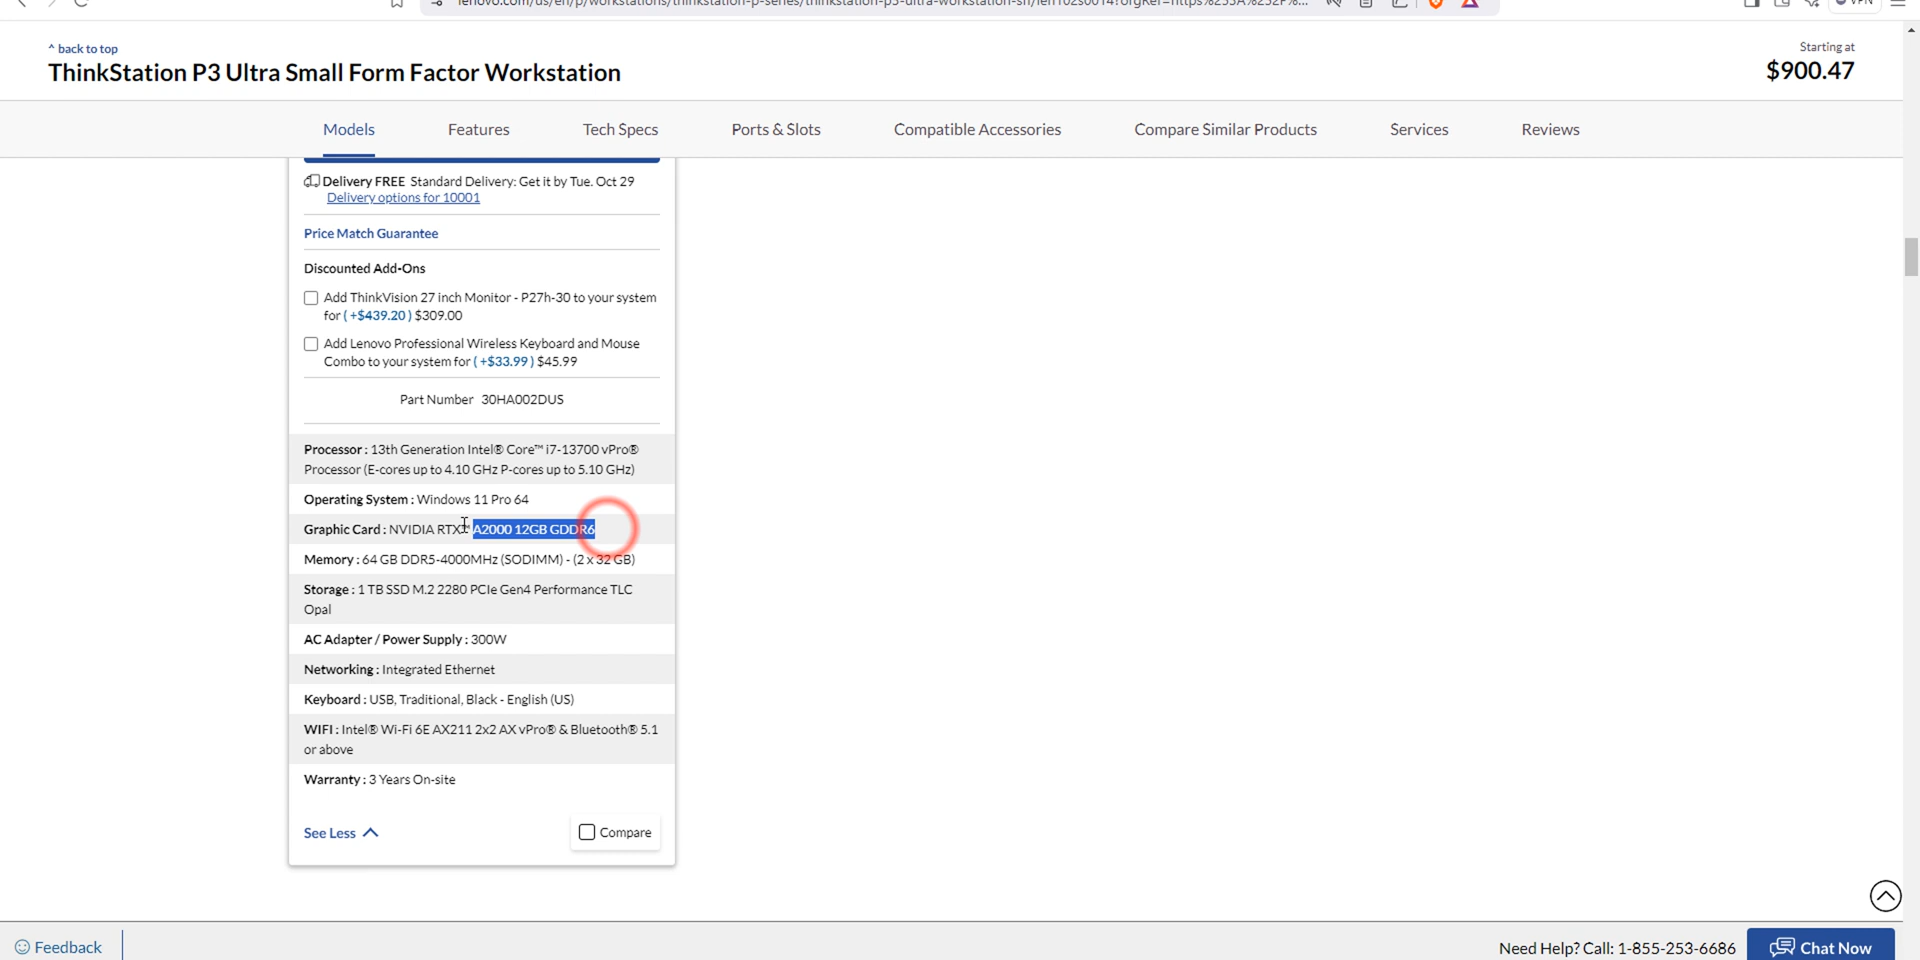 ^ back to top
ThinkStation P3 Ultra Small Form Factor Workstation
Starting at
$900.47
Models
Features
Tech Specs
Ports & Slots
Compatible Accessories
Compare Similar Products
Services
Reviews
Delivery FREE Standard Delivery: Get it by Tue. Oct 29
Delivery options for 10001
Price Match Guarantee
Discounted Add-Ons
Add ThinkVision 27 inch Monitor - P27h-30 to your system
for ( +$439.20 ) $309.00
Add Lenovo Professional Wireless Keyboard and Mouse
Combo to your system for ( +$33.99 ) $45.99
Part Number 30HA002DUS
Processor : 13th Generation Intel® Core™ i7-13700 vPro®
Processor (E-cores up to 4.10 GHz P-cores up to 5.10 GHz)
Operating System : Windows 11 Pro 64
Graphic Card : NVIDIA RTX™ A2000 12GB GDDR6
Memory : 64 GB DDR5-4000MHz (SODIMM) - (2 x 32 GB)
Storage : 1 TB SSD M.2 2280 PCIe Gen4 Performance TLC
Opal
AC Adapter / Power Supply : 300W
Networking : Integrated Ethernet
Keyboard : USB, Traditional, Black - English (US)
WIFI : Intel® Wi-Fi 6E AX211 2x2 AX vPro® & Bluetooth® 5.1
or above
Warranty : 3 Years On-site
See Less
Compare
Feedback
Need Help? Call: 1-855-253-6686
Chat Now